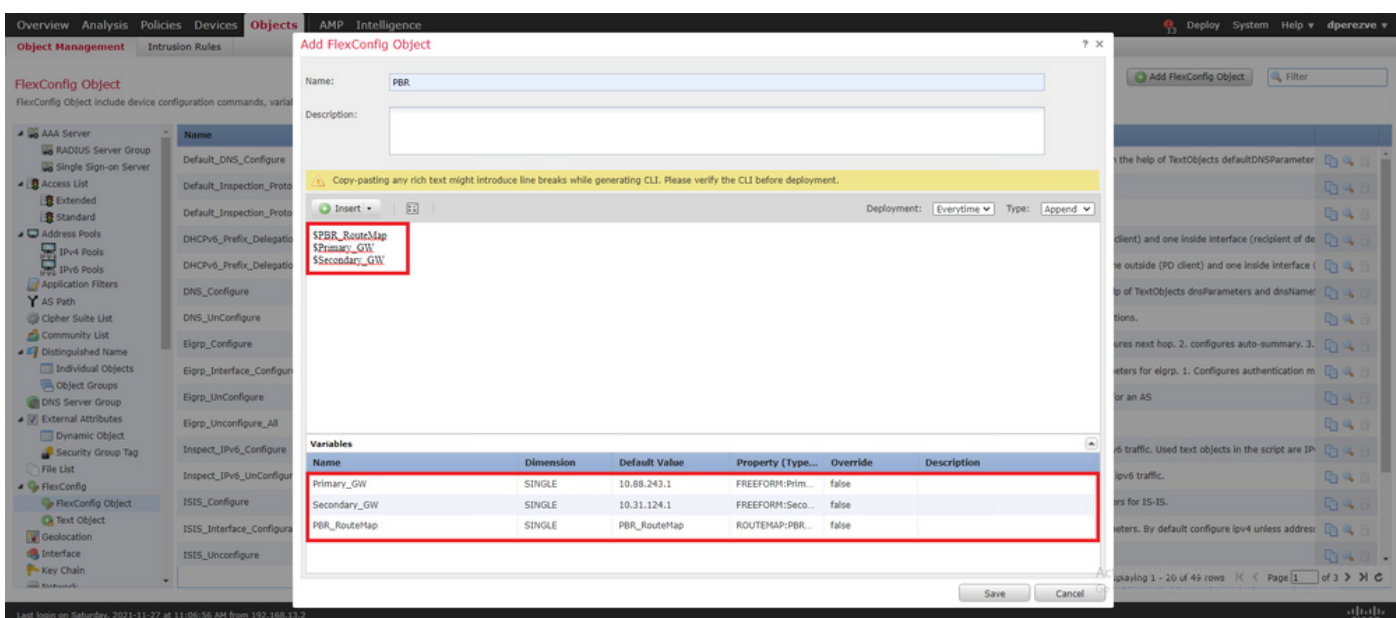 Overview Analysis Policies Devices Objects AMP Intelligence Deploy System Help dperezve
13
Object Management Intrusion Rules
Add FlexConfig Object ? ×
FlexConfig Object
FlexConfig Object include device configuration commands, variab
Add FlexConfig Object Filter
Name: PBR
Description:
Copy-pasting any rich text might introduce line breaks while generating CLI. Please verify the CLI before deployment.
Insert Deployment: Everytime Type: Append
$PBR_RouteMap
$Primary_GW
$Secondary_GW
AAA Server
RADIUS Server Group
Single Sign-on Server
Access List
Extended
Standard
Address Pools
IPv4 Pools
IPv6 Pools
Application Filters
AS Path
Cipher Suite List
Community List
Distinguished Name
Individual Objects
Object Groups
DNS Server Group
External Attributes
Dynamic Object
Security Group Tag
File List
FlexConfig
FlexConfig Object
Text Object
Geolocation
Interface
Key Chain
Network
Name
Default_DNS_Configure
Default_Inspection_Proto
Default_Inspection_Proto
DHCPv6_Prefix_Delegatio
DHCPv6_Prefix_Delegatio
DNS_Configure
DNS_UnConfigure
Eigrp_Configure
Eigrp_Interface_Configur
Eigrp_UnConfigure
Eigrp_Unconfigure_All
Inspect_IPv6_Configure
Inspect_IPv6_UnConfigur
ISIS_Configure
ISIS_Interface_Configura
ISIS_Unconfigure
the help of TextObjects defaultDNSParameter
client) and one inside interface (recipient of de
e outside (PD client) and one inside interface (
lp of TextObjects dnsParameters and dnsName
tions.
ures next hop. 2. configures auto-summary. 3.
eters for eigrp. 1. Configures authentication m
or an AS
v6 traffic. Used text objects in the script are IP
ipv6 traffic.
ers for IS-IS.
eters. By default configure ipv4 unless address
Variables
Name Dimension Default Value Property (Type... Override Description
Primary_GW SINGLE 10.88.243.1 FREEFORM:Prim... false
Secondary_GW SINGLE 10.31.124.1 FREEFORM:Seco... false
PBR_RouteMap SINGLE PBR_RouteMap ROUTEMAP:PBR... false
Save Cancel
Displaying 1 - 20 of 49 rows Page 1 of 3
Last login on Saturday, 2021-11-27 at 11:06:56 AM from 192.168.13.2